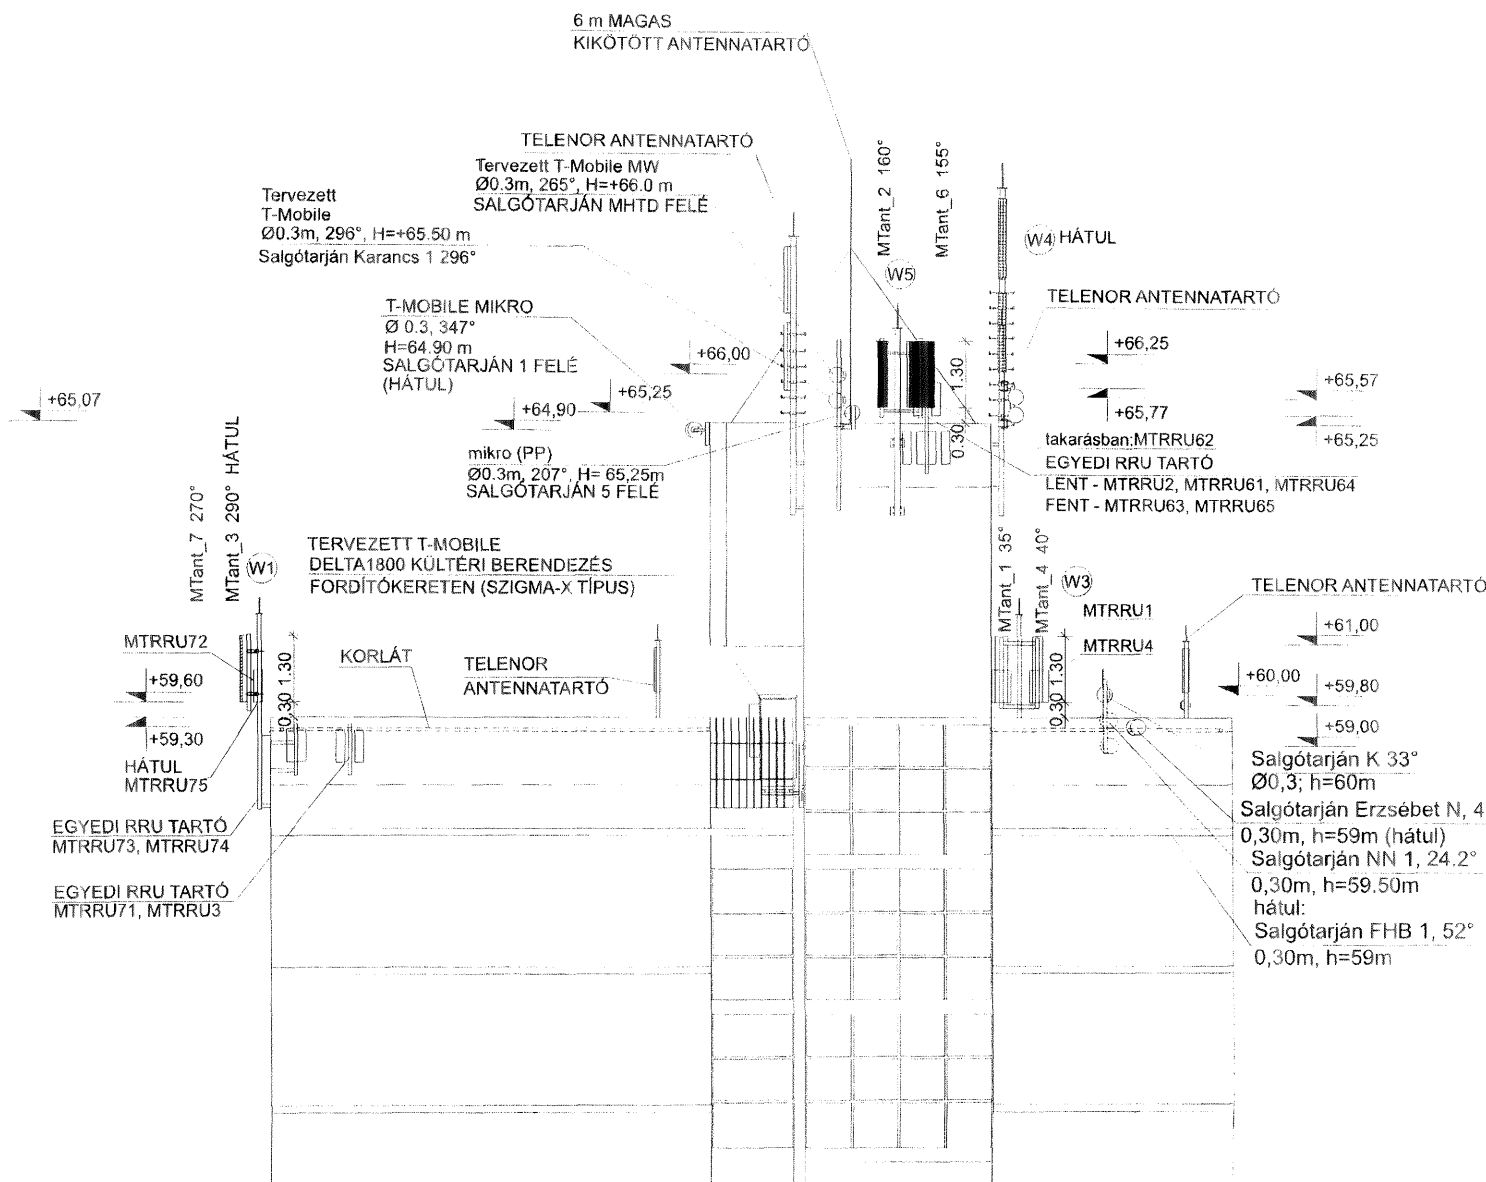 6 m MAGAS
KIKÖTÖTT ANTENNATARTÓ
TELENOR ANTENNATARTÓ
Tervezett T-Mobile MW
Ø0.3m, 265°, H=+66.0 m
SALGÓTARJÁN MHTD FELÉ
Tervezett
T-Mobile
Ø0.3m, 296°, H=+65.50 m
Salgótarján Karancs 1 296°
T-MOBILE MIKRO
Ø 0.3, 347°
H=64.90 m
SALGÓTARJÁN 1 FELÉ
(HÁTUL)
+66,00
+65,25
+64,90
+65,07
mikro (PP)
Ø0.3m, 207°, H= 65,25m
SALGÓTARJÁN 5 FELÉ
MTant_2 160°
MTant_6 155°
W5
W4 HÁTUL
TELENOR ANTENNATARTÓ
+66,25
+65,77
+65,57
+65,25
1.30
0.30
takarásban:MTRRU62
EGYEDI RRU TARTÓ
LENT - MTRRU2, MTRRU61, MTRRU64
FENT - MTRRU63, MTRRU65
MTant_7 270°
MTant_3 290° HÁTUL
W1
TERVEZETT T-MOBILE
DELTA1800 KÜLTÉRI BERENDEZÉS
FORDÍTÓKERETEN (SZIGMA-X TÍPUS)
MTant_1 35°
MTant_4 40°
W3
MTRRU1
MTRRU4
TELENOR ANTENNATARTÓ
+61,00
+60,00
+59,80
+59,00
MTRRU72
+59,60
+59,30
1.30
0,30
KORLÁT
TELENOR
ANTENNATARTÓ
1.30
0,30
HÁTUL
MTRRU75
EGYEDI RRU TARTÓ
MTRRU73, MTRRU74
EGYEDI RRU TARTÓ
MTRRU71, MTRRU3
Salgótarján K 33°
Ø0,3; h=60m
Salgótarján Erzsébet N, 4
0,30m, h=59m (hátul)
Salgótarján NN 1, 24.2°
0,30m, h=59.50m
hátul:
Salgótarján FHB 1, 52°
0,30m, h=59m